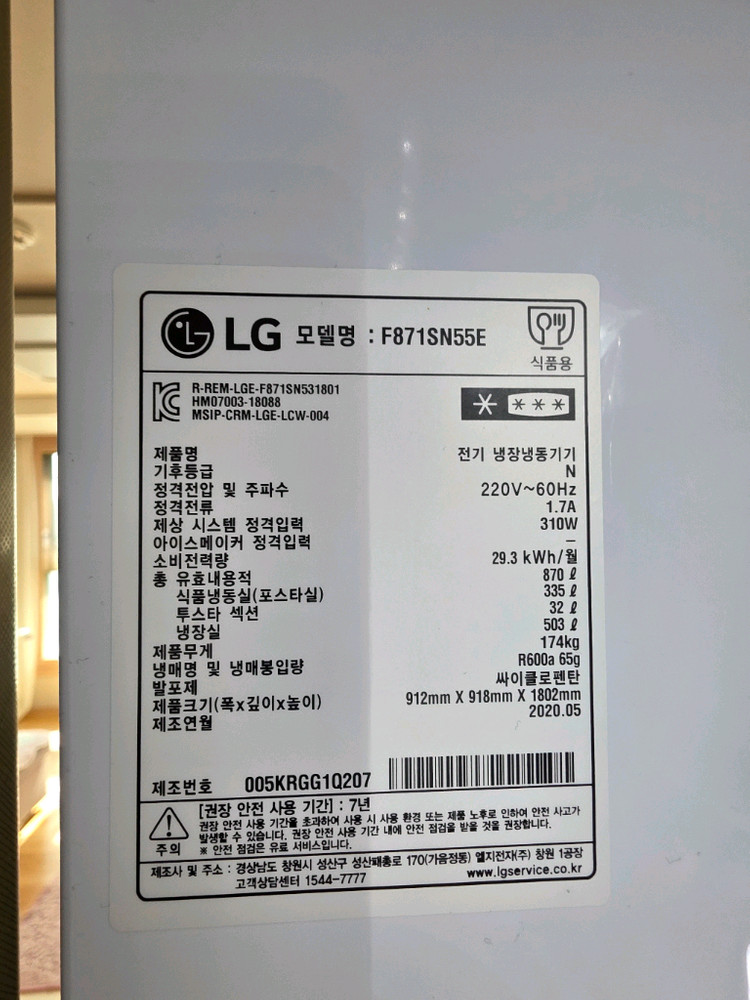 LG 모델명 : F871SN55E
식품용
R-REM-LGE-F871SN531801
HM07003-18088
MSIP-CRM-LGE-LCW-004
제품명 전기 냉장냉동기기
기후등급 N
정격전압 및 주파수 220V~60Hz
정격전류 1.7A
제상 시스템 정격입력 310W
아이스메이커 정격입력 –
소비전력량 29.3 kWh/월
총 유효내용적 870 ℓ
식품냉동실(포스타실) 335 ℓ
투스타 섹션 32 ℓ
냉장실 503 ℓ
제품무게 174kg
냉매명 및 냉매봉입량 R600a 65g
발포제 싸이클로펜탄
제품크기(폭x깊이x높이) 912mm X 918mm X 1802mm
제조연월 2020.05
제조번호 005KRGG1Q207
[권장 안전 사용 기간] : 7년
권장 안전 사용 기간을 초과하여 사용 시 사용 환경 또는 제품 노후로 인하여 안전 사고가
발생할 수 있습니다. 권장 안전 사용 기간 내에 안전 점검을 받을 것을 권장합니다.
주의 ※ 안전 점검은 유료 서비스입니다.
제조사 및 주소 : 경상남도 창원시 성산구 성산패총로 170(가음정동) 엘지전자(주) 창원 1공장
고객상담센터 1544-7777 www.lgservice.co.kr